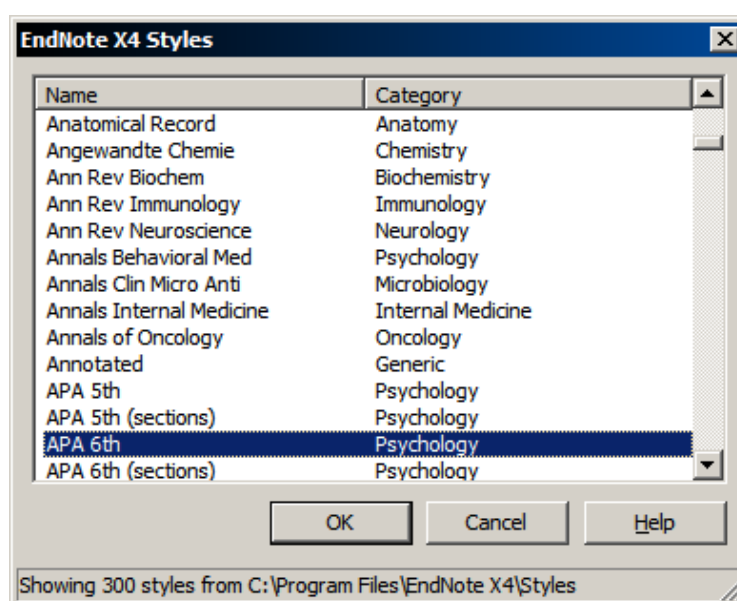 EndNote X4 Styles
Name Category
Anatomical Record Anatomy
Angewandte Chemie Chemistry
Ann Rev Biochem Biochemistry
Ann Rev Immunology Immunology
Ann Rev Neuroscience Neurology
Annals Behavioral Med Psychology
Annals Clin Micro Anti Microbiology
Annals Internal Medicine Internal Medicine
Annals of Oncology Oncology
Annotated Generic
APA 5th Psychology
APA 5th (sections) Psychology
APA 6th Psychology
APA 6th (sections) Psychology
OK Cancel Help
Showing 300 styles from C:\Program Files\EndNote X4\Styles